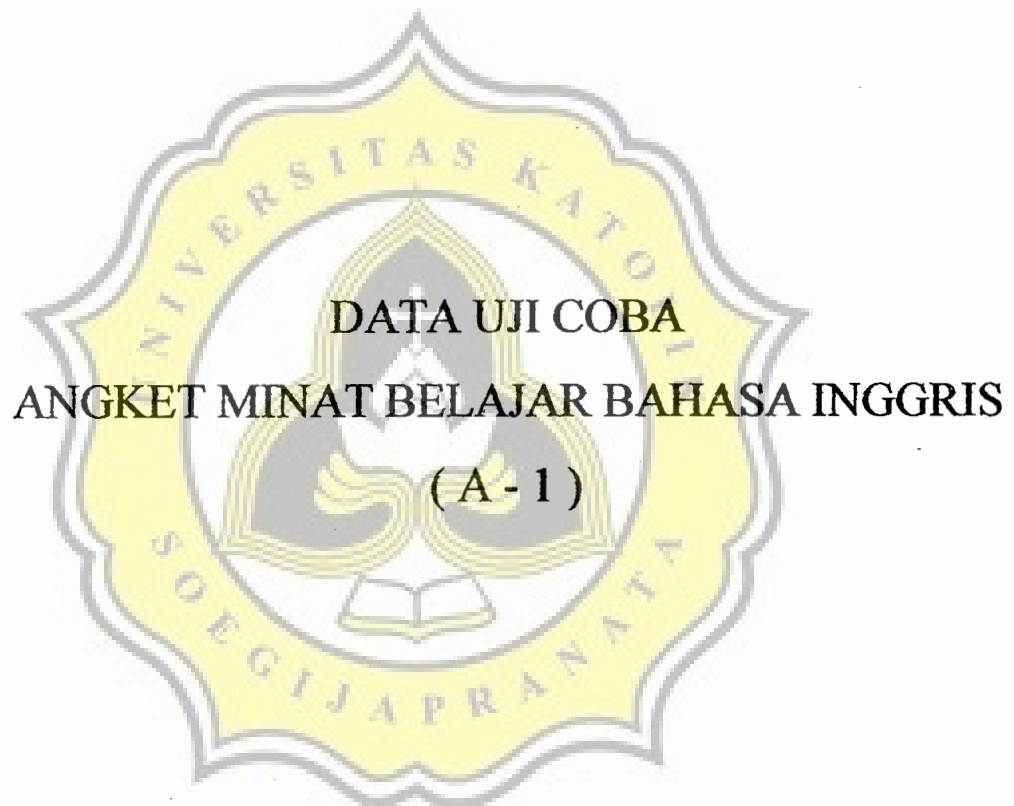 UNIVERSITAS KATOLIK
DATA UJI COBA
ANGKET MINAT BELAJAR BAHASA INGGRIS
( A - 1 )
SOEGIJAPRANATA